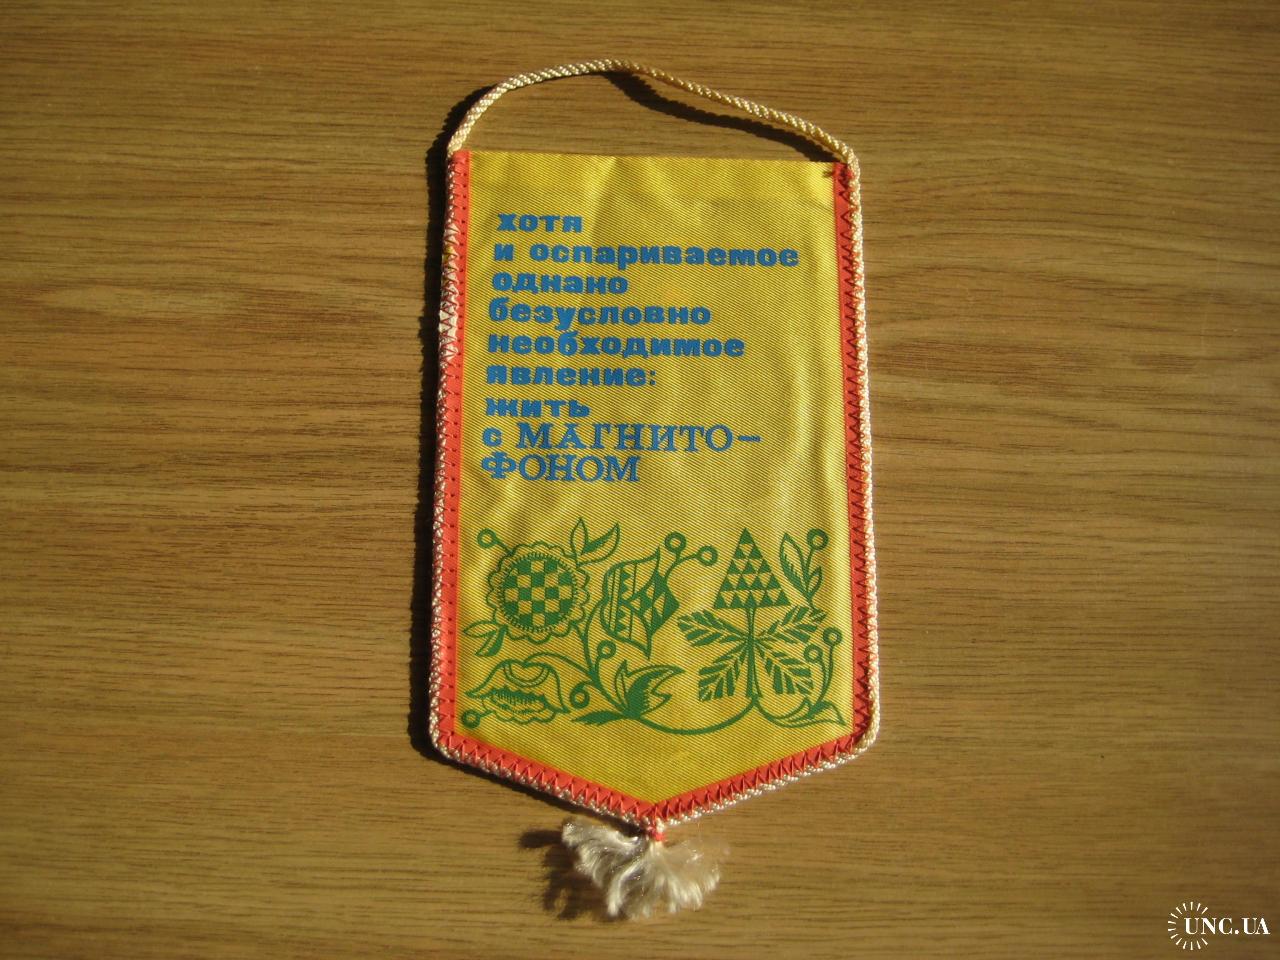 хотя
и оспариваемое
однако
безусловно
необходимое
явление:
жить
с МАГНИТО-
ФОНОМ
UNC.UA